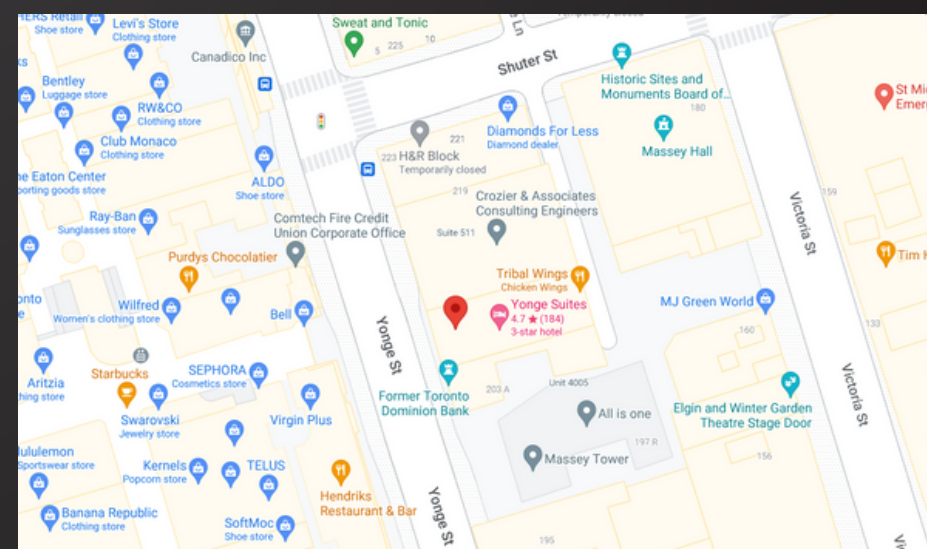 HERS Retail
Shoe store
Levi's Store
Clothing store
Canadico Inc
Sweat and Tonic
5
225
10
Ln
Shuter St
Historic Sites and
Monuments Board of...
180
Massey Hall
St Mi
Emer
Bentley
Luggage store
RW&CO
Clothing store
Club Monaco
Clothing store
ne Eaton Center
porting goods store
ALDO
Shoe store
H&R Block
Temporarily closed
221
223
219
Diamonds For Less
Diamond dealer
Crozier & Associates
Consulting Engineers
Suite 511
Comtech Fire Credit
Union Corporate Office
Ray-Ban
Sunglasses store
Purdys Chocolatier
Tribal Wings
Chicken Wings
Yonge Suites
4.7 ★ (184)
3-star hotel
Victoria St
159
Tim H
MJ Green World
160
133
Wilfred
Women's clothing store
Bell
onto
e
Yonge St
Starbucks
Aritzia
hing store
SEPHORA
Cosmetics store
Swarovski
Jewelry store
Virgin Plus
Former Toronto
Dominion Bank
203 A
Unit 4005
All is one
197 R
Massey Tower
Elgin and Winter Garden
Theatre Stage Door
156
Victoria St
lululemon
Sportswear store
Kernels
Popcorn store
TELUS
Hendriks
Restaurant & Bar
Yonge St
Banana Republic
Clothing store
SoftMoc
Shoe store
195
Vi